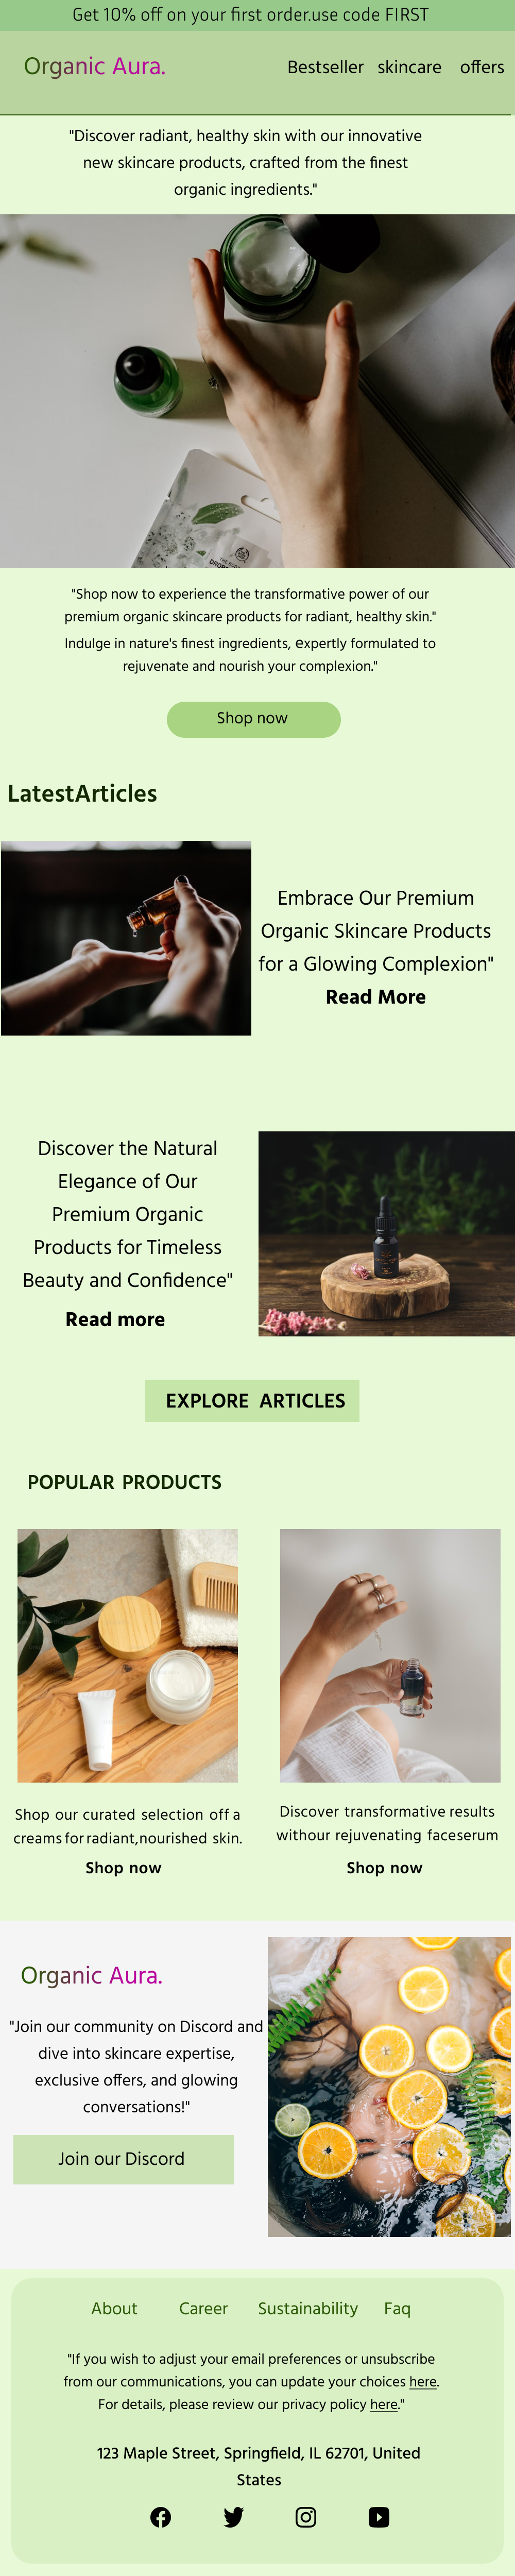 Get 10% off on your first order.use code FIRST
Organic Aura.
Bestseller skincare offers
"Discover radiant, healthy skin with our innovative
new skincare products, crafted from the finest
organic ingredients."
"Shop now to experience the transformative power of our
premium organic skincare products for radiant, healthy skin."
Indulge in nature's finest ingredients, expertly formulated to
rejuvenate and nourish your complexion."
Shop now
LatestArticles
Embrace Our Premium
Organic Skincare Products
for a Glowing Complexion"
Read More
Discover the Natural
Elegance of Our
Premium Organic
Products for Timeless
Beauty and Confidence"
Read more
EXPLORE ARTICLES
POPULAR PRODUCTS
Shop our curated selection off a
creams for radiant,nourished skin.
Shop now
Discover transformative results
withour rejuvenating faceserum
Shop now
Organic Aura.
"Join our community on Discord and
dive into skincare expertise,
exclusive offers, and glowing
conversations!"
Join our Discord
About Career Sustainability Faq
"If you wish to adjust your email preferences or unsubscribe
from our communications, you can update your choices here.
For details, please review our privacy policy here."
123 Maple Street, Springfield, IL 62701, United
States